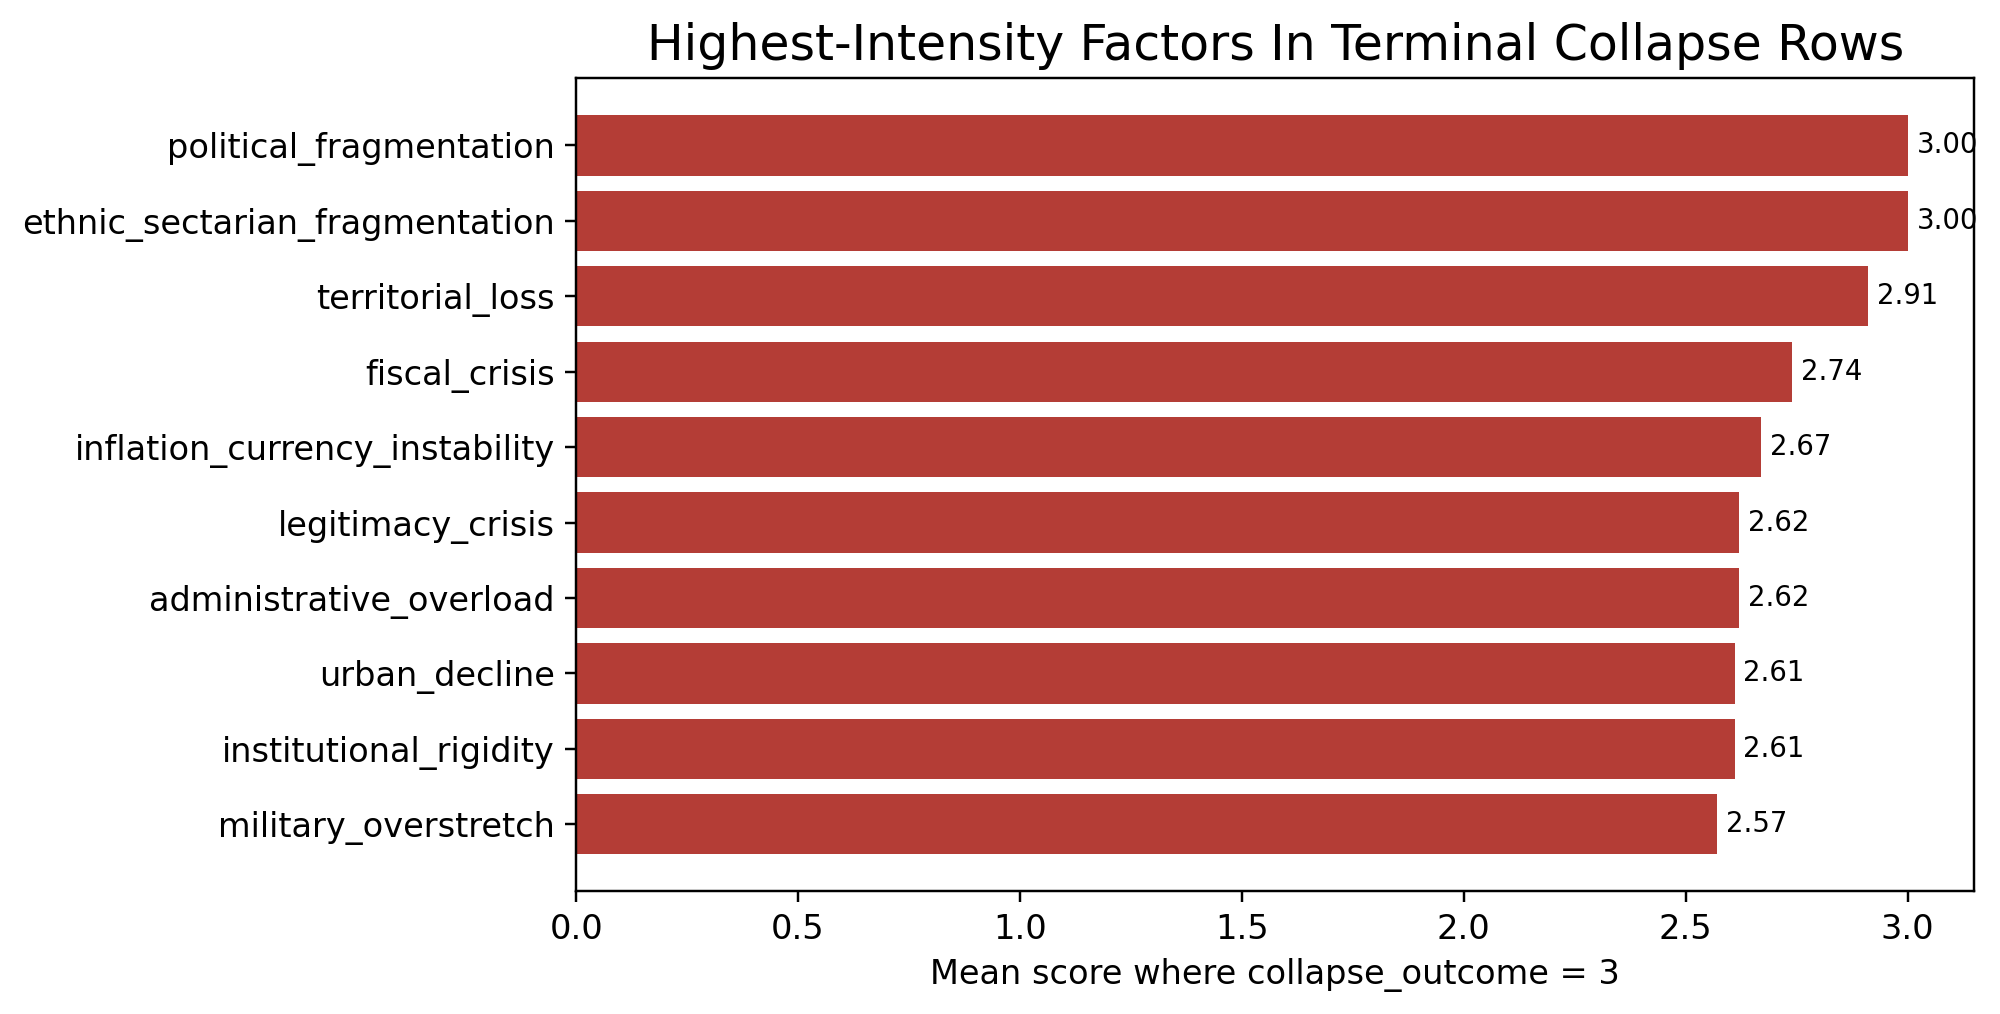 Highest-Intensity Factors In Terminal Collapse Rows
political_fragmentation 3.00
ethnic_sectarian_fragmentation 3.00
territorial_loss 2.91
fiscal_crisis 2.74
inflation_currency_instability 2.67
legitimacy_crisis 2.62
administrative_overload 2.62
urban_decline 2.61
institutional_rigidity 2.61
military_overstretch 2.57
0.0 0.5 1.0 1.5 2.0 2.5 3.0
Mean score where collapse_outcome = 3